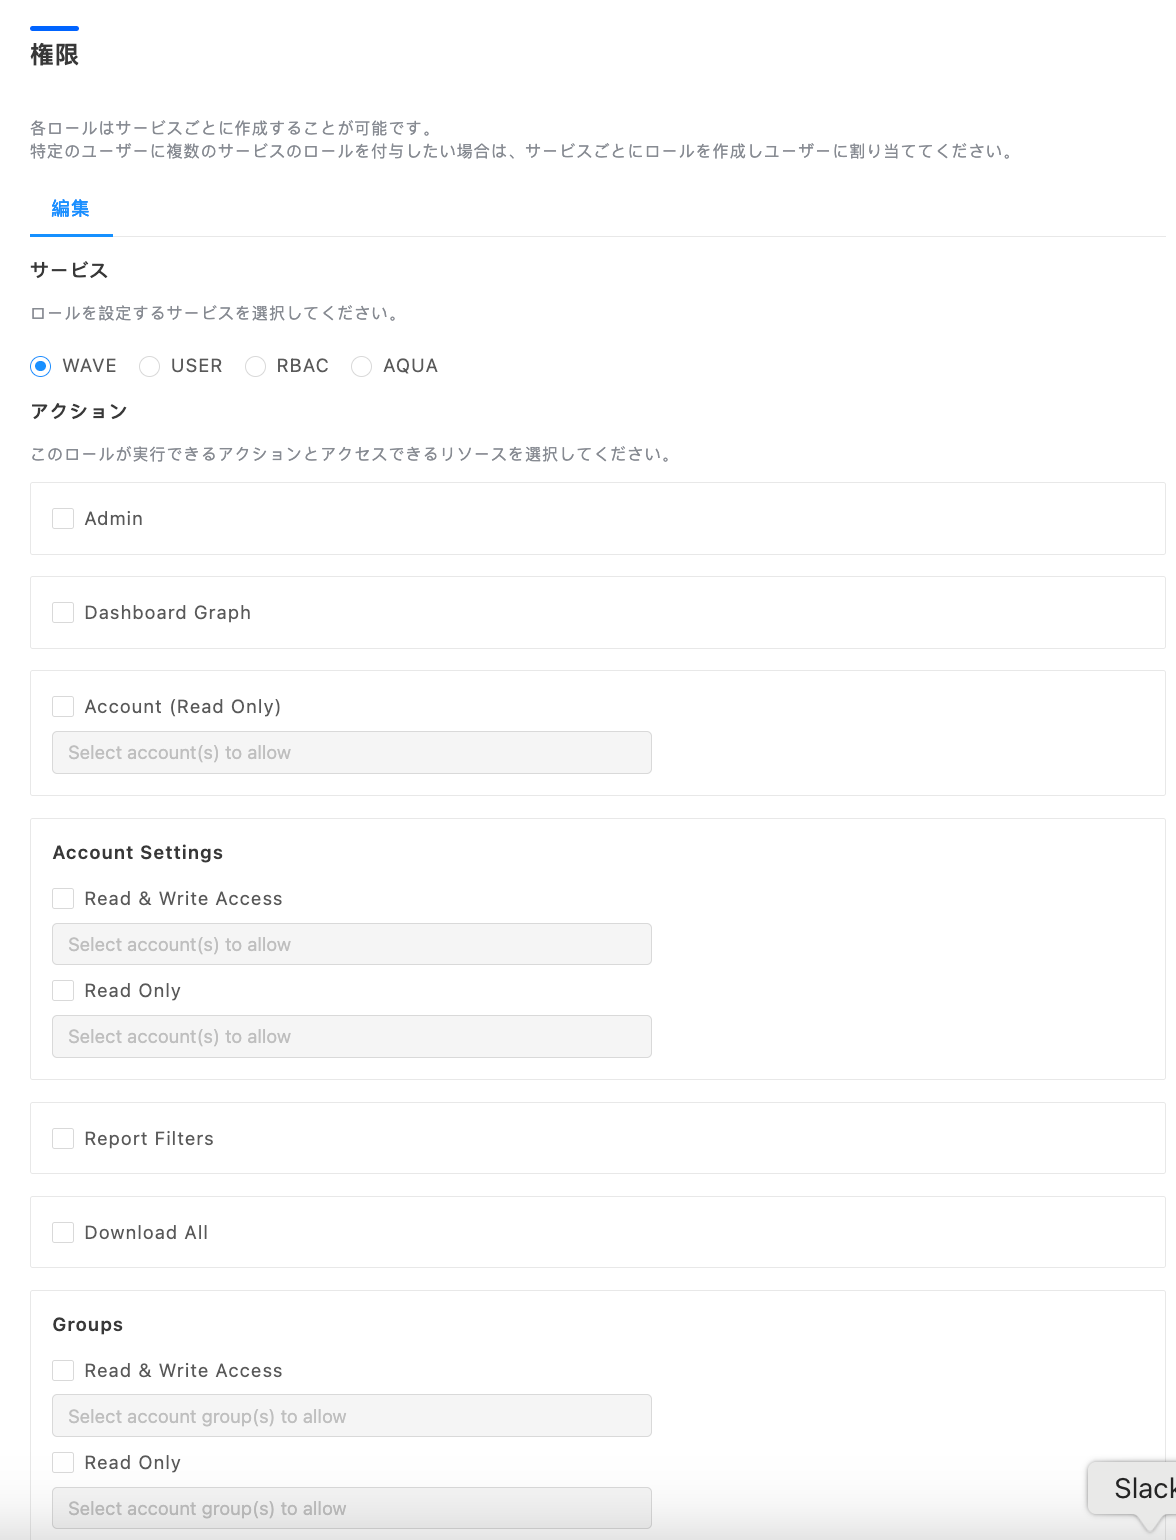 権限
各ロールはサービスごとに作成することが可能です。
特定のユーザーに複数のサービスのロールを付与したい場合は、サービスごとにロールを作成しユーザーに割り当ててください。
編集
サービス
ロールを設定するサービスを選択してください。
WAVE USER RBAC AQUA
アクション
このロールが実行できるアクションとアクセスできるリソースを選択してください。
Admin
Dashboard Graph
Account (Read Only)
Select account(s) to allow
Account Settings
Read & Write Access
Select account(s) to allow
Read Only
Select account(s) to allow
Report Filters
Download All
Groups
Read & Write Access
Select account group(s) to allow
Read Only
Slack
Select account group(s) to allow